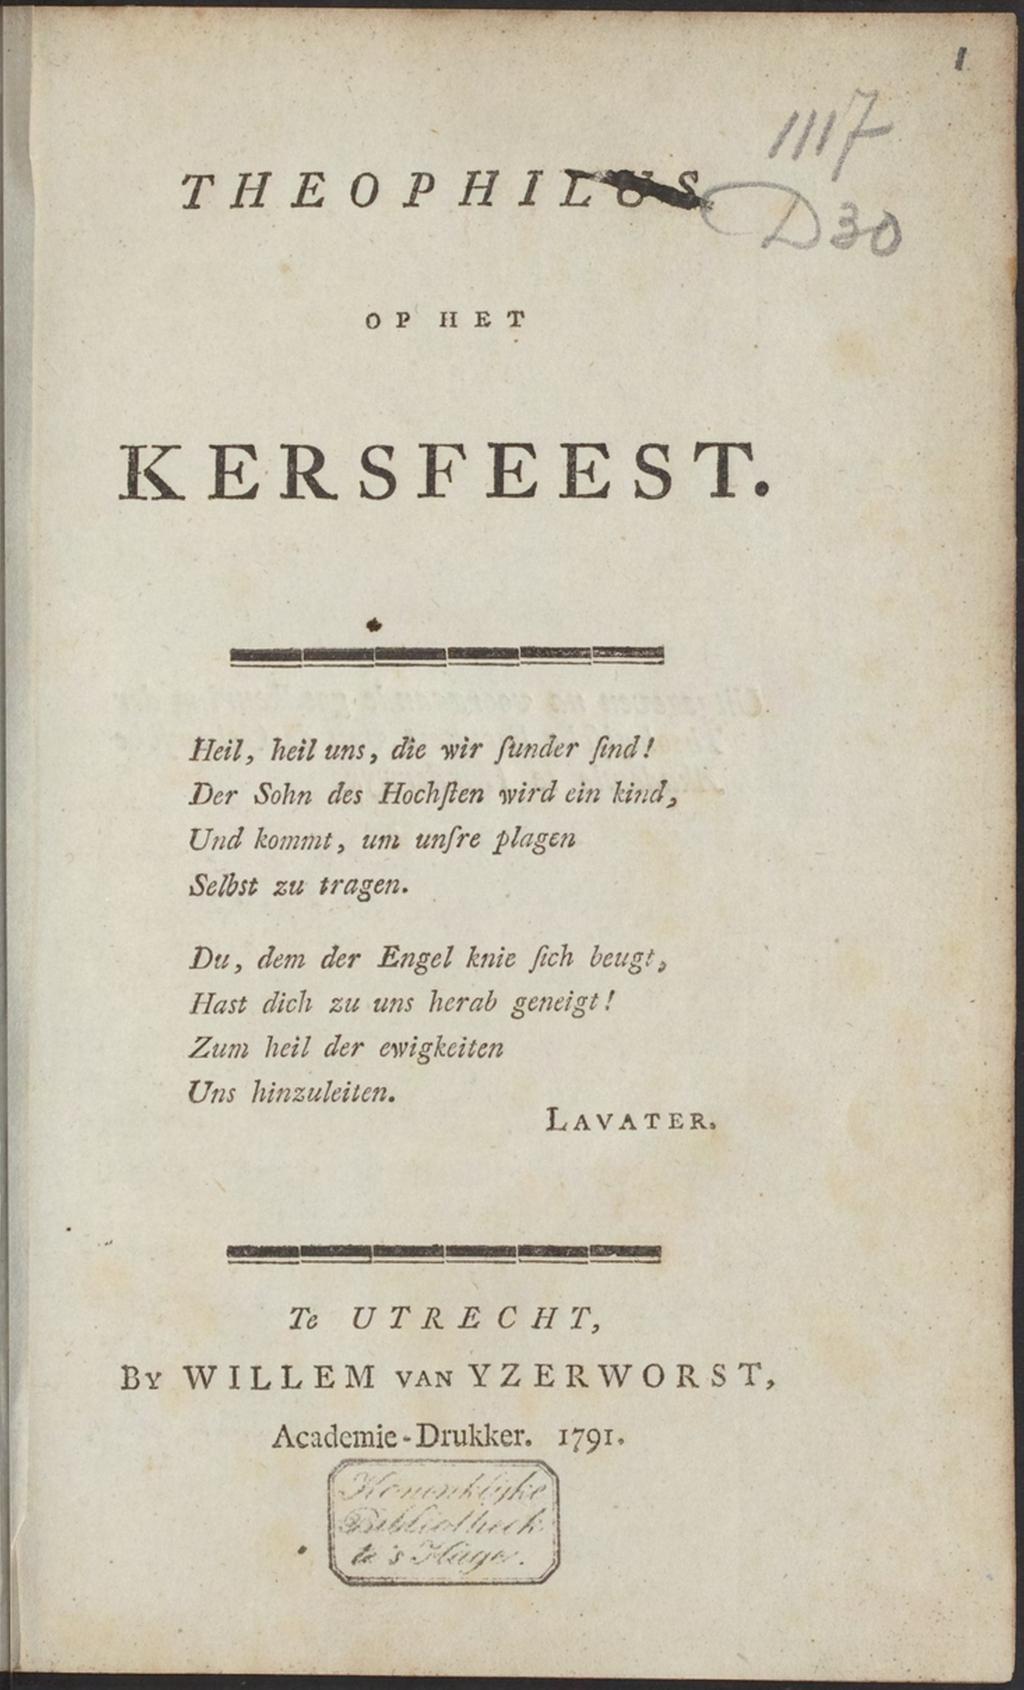 1
1117
THEOPHILUS
D30
OP HET
KERSFEEST.
Heil, heil uns, die wir ſunder ſind!
Der Sohn des Hochſten wird ein kind,
Und kommt, um unſre plagen
Selbst zu tragen.
Du, dem der Engel knie ſich beugt,
Hast dich zu uns herab geneigt!
Zum heil der ewigkeiten
Uns hinzuleiten.
LAVATER.
Te UTRECHT,
BY WILLEM VAN YZERWORST,
Academie-Drukker. 1791.
Koninklijke
Bibliotheek
te 's Hage.